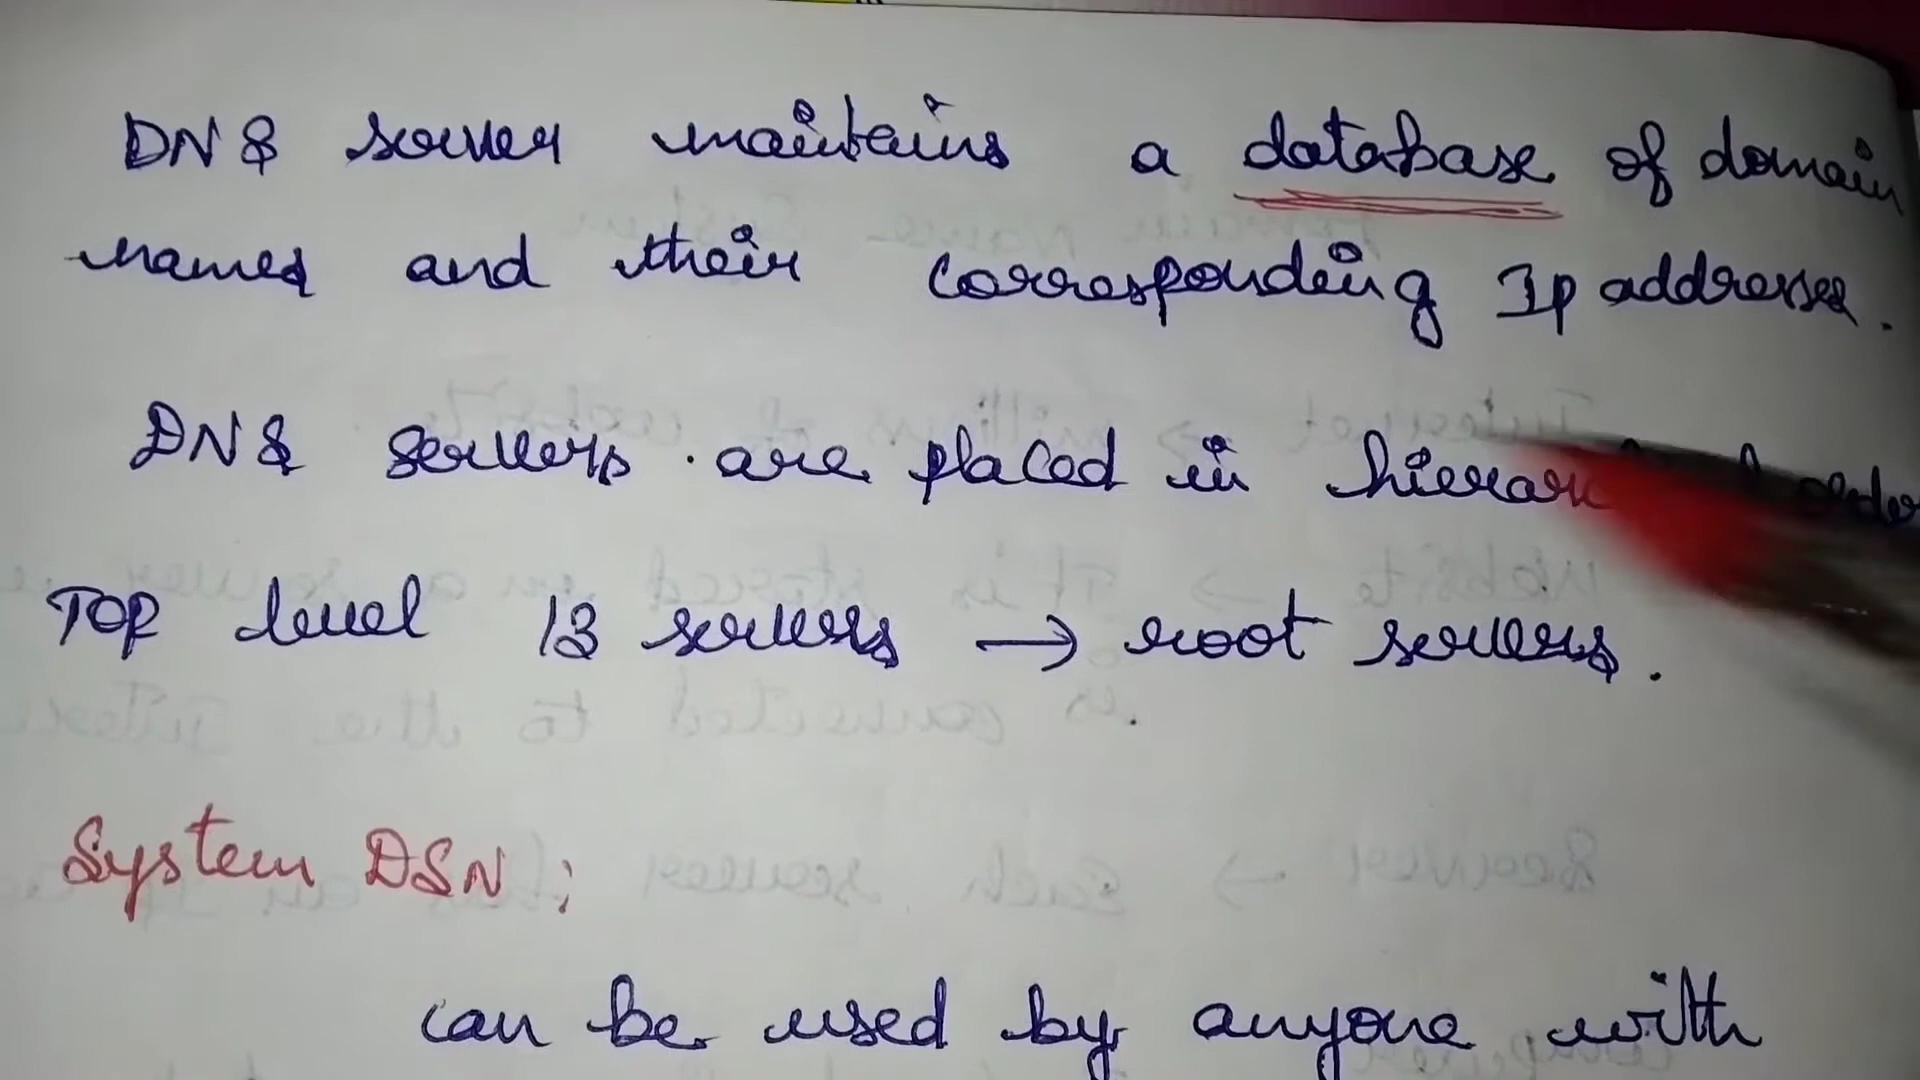 DNS server maintains a database of domain
names and their corresponding Ip addresses.
DNS servers are placed in
Top level 13 servers → root servers.
System DSN :
can be used by anyone with